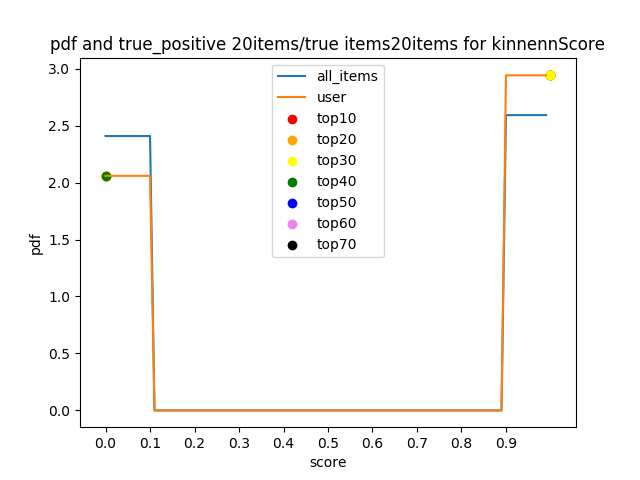 pdf and true_positive 20items/true items20items for kinnennScore
3.0
2.5
2.0
1.5
1.0
0.5
0.0
pdf
all_items
user
top10
top20
top30
top40
top50
top60
top70
0.0 0.1 0.2 0.3 0.4 0.5 0.6 0.7 0.8 0.9
score